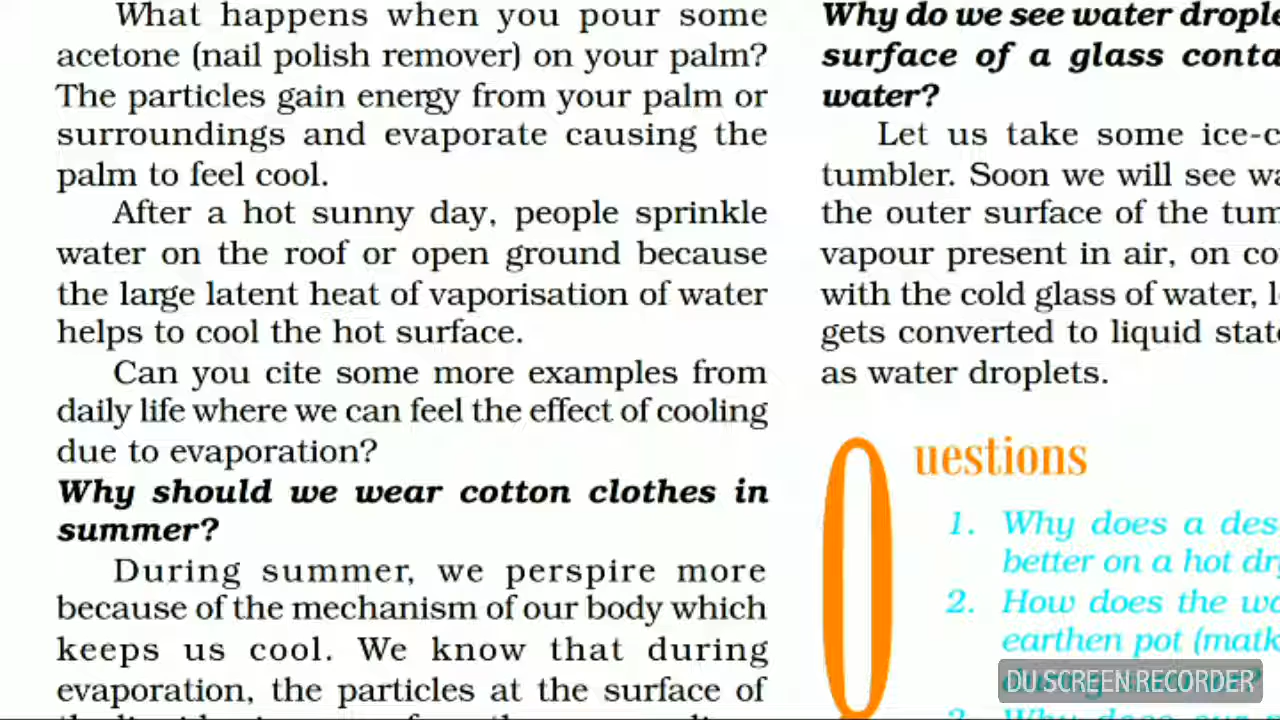 What happens when you pour some
acetone (nail polish remover) on your palm?
The particles gain energy from your palm or
surroundings and evaporate causing the
palm to feel cool.
After a hot sunny day, people sprinkle
water on the roof or open ground because
the large latent heat of vaporisation of water
helps to cool the hot surface.
Can you cite some more examples from
daily life where we can feel the effect of cooling
due to evaporation?
Why should we wear cotton clothes in
summer?
During summer, we perspire more
because of the mechanism of our body which
keeps us cool. We know that during
evaporation, the particles at the surface of
Why do we see water
surface of a glass
water?
Let us take some
tumbler. Soon we will see
the outer surface of the
vapour present in air, on
with the cold glass of water,
gets converted to liquid
as water droplets.
Questions
1. Why does a
better on a hot
2. How does the
earthen pot
DU SCREEN RECORDER